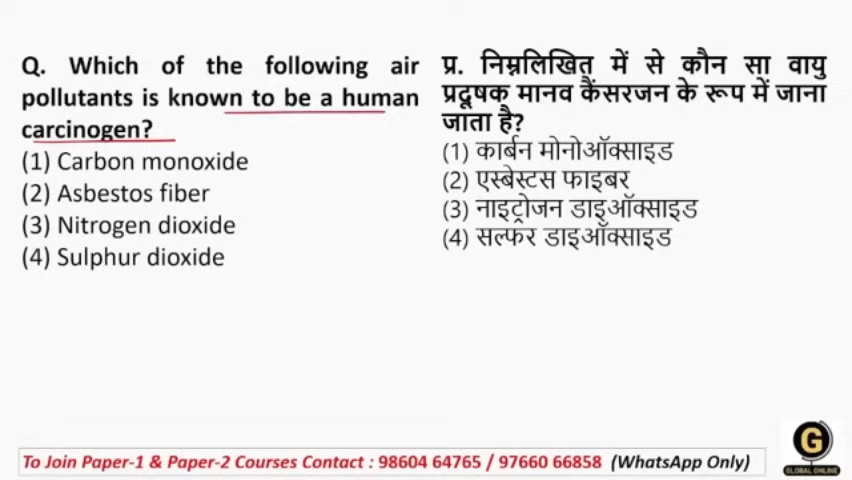 Q. Which of the following air
pollutants is known to be a human
carcinogen?
(1) Carbon monoxide
(2) Asbestos fiber
(3) Nitrogen dioxide
(4) Sulphur dioxide
प्र. निम्नलिखित में से कौन सा वायु
प्रदूषक मानव कैंसरजन के रूप में जाना
जाता है?
(1) कार्बन मोनोऑक्साइड
(2) एस्बेस्टस फाइबर
(3) नाइट्रोजन डाइऑक्साइड
(4) सल्फर डाइऑक्साइड
To Join Paper-1 & Paper-2 Courses Contact : 98604 64765 / 97660 66858 (WhatsApp Only)
G
GLOBAL ONLINE